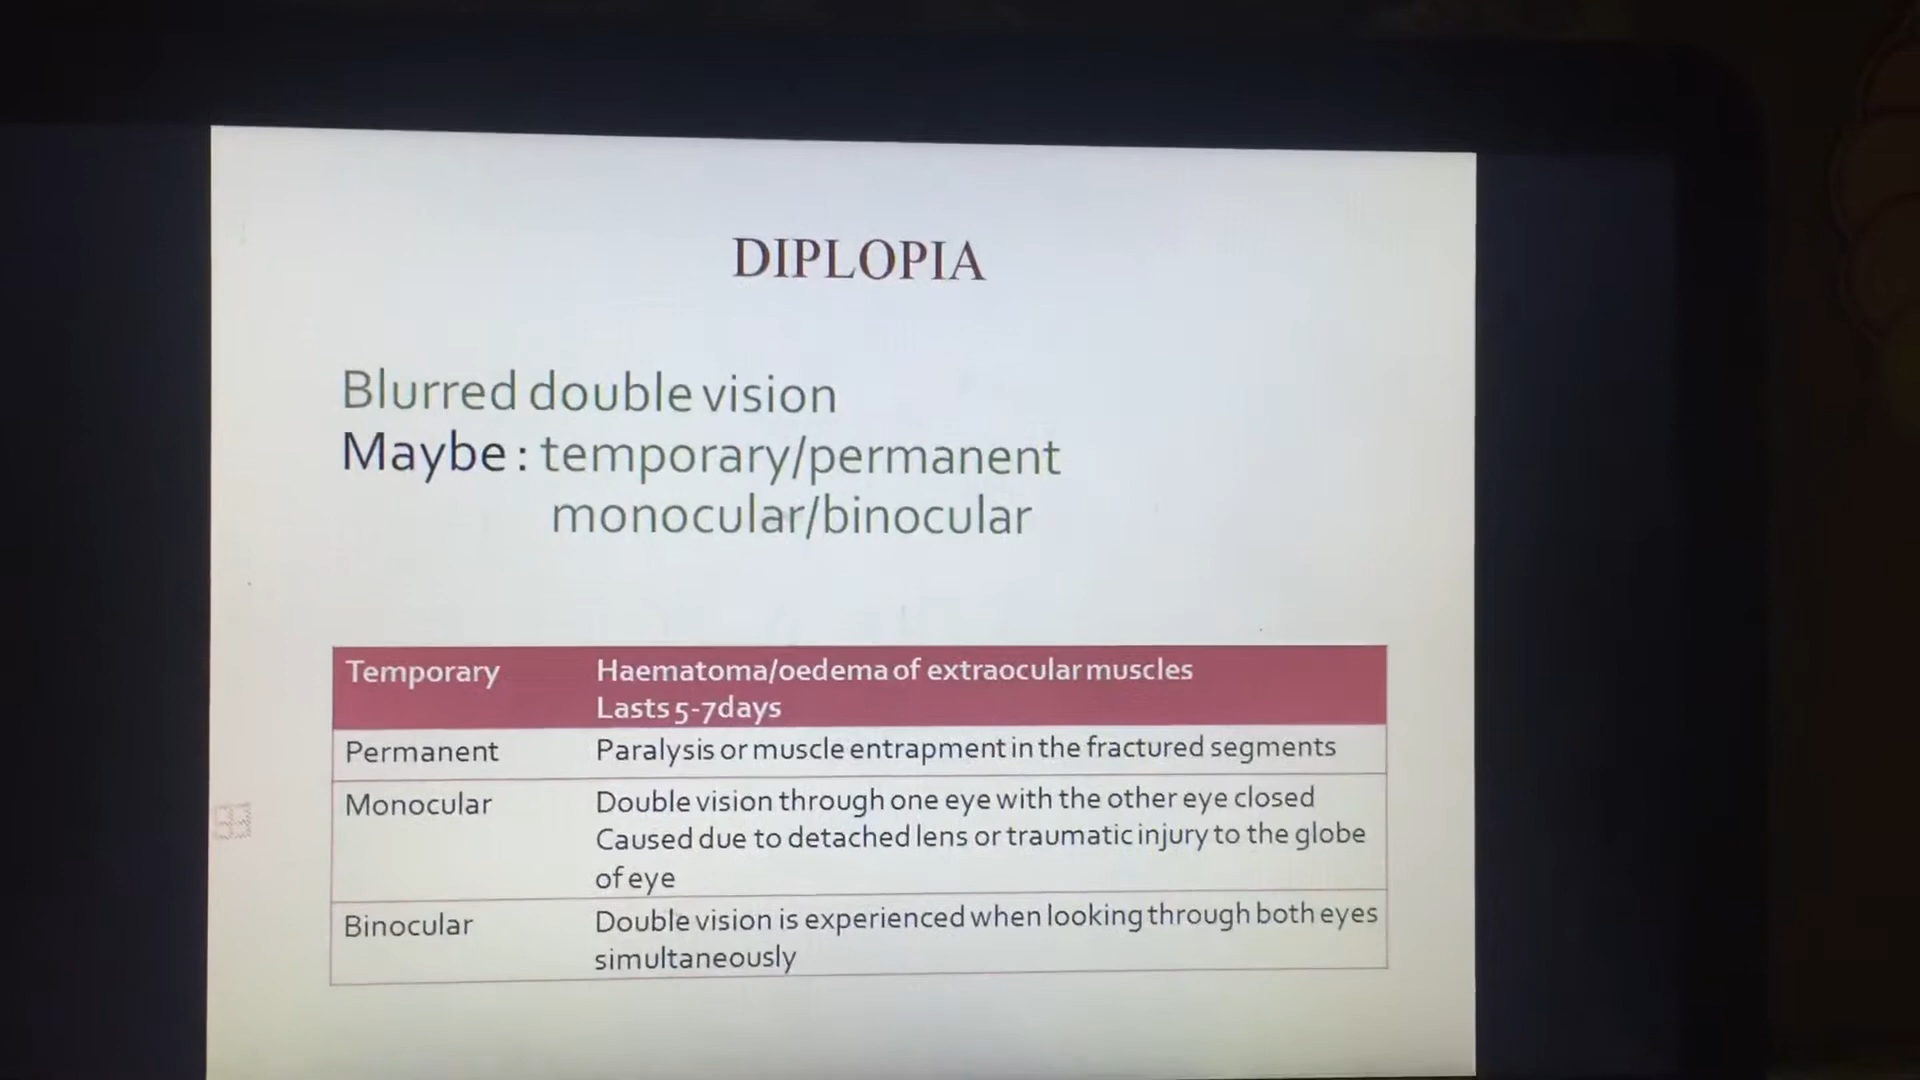 DIPLOPIA
Blurred double vision
Maybe : temporary/permanent
monocular/binocular
Temporary Haematoma/oedema of extraocular muscles
Lasts 5-7days
Permanent Paralysis or muscle entrapment in the fractured segments
Monocular Double vision through one eye with the other eye closed
Caused due to detached lens or traumatic injury to the globe
of eye
Binocular Double vision is experienced when looking through both eyes
simultaneously